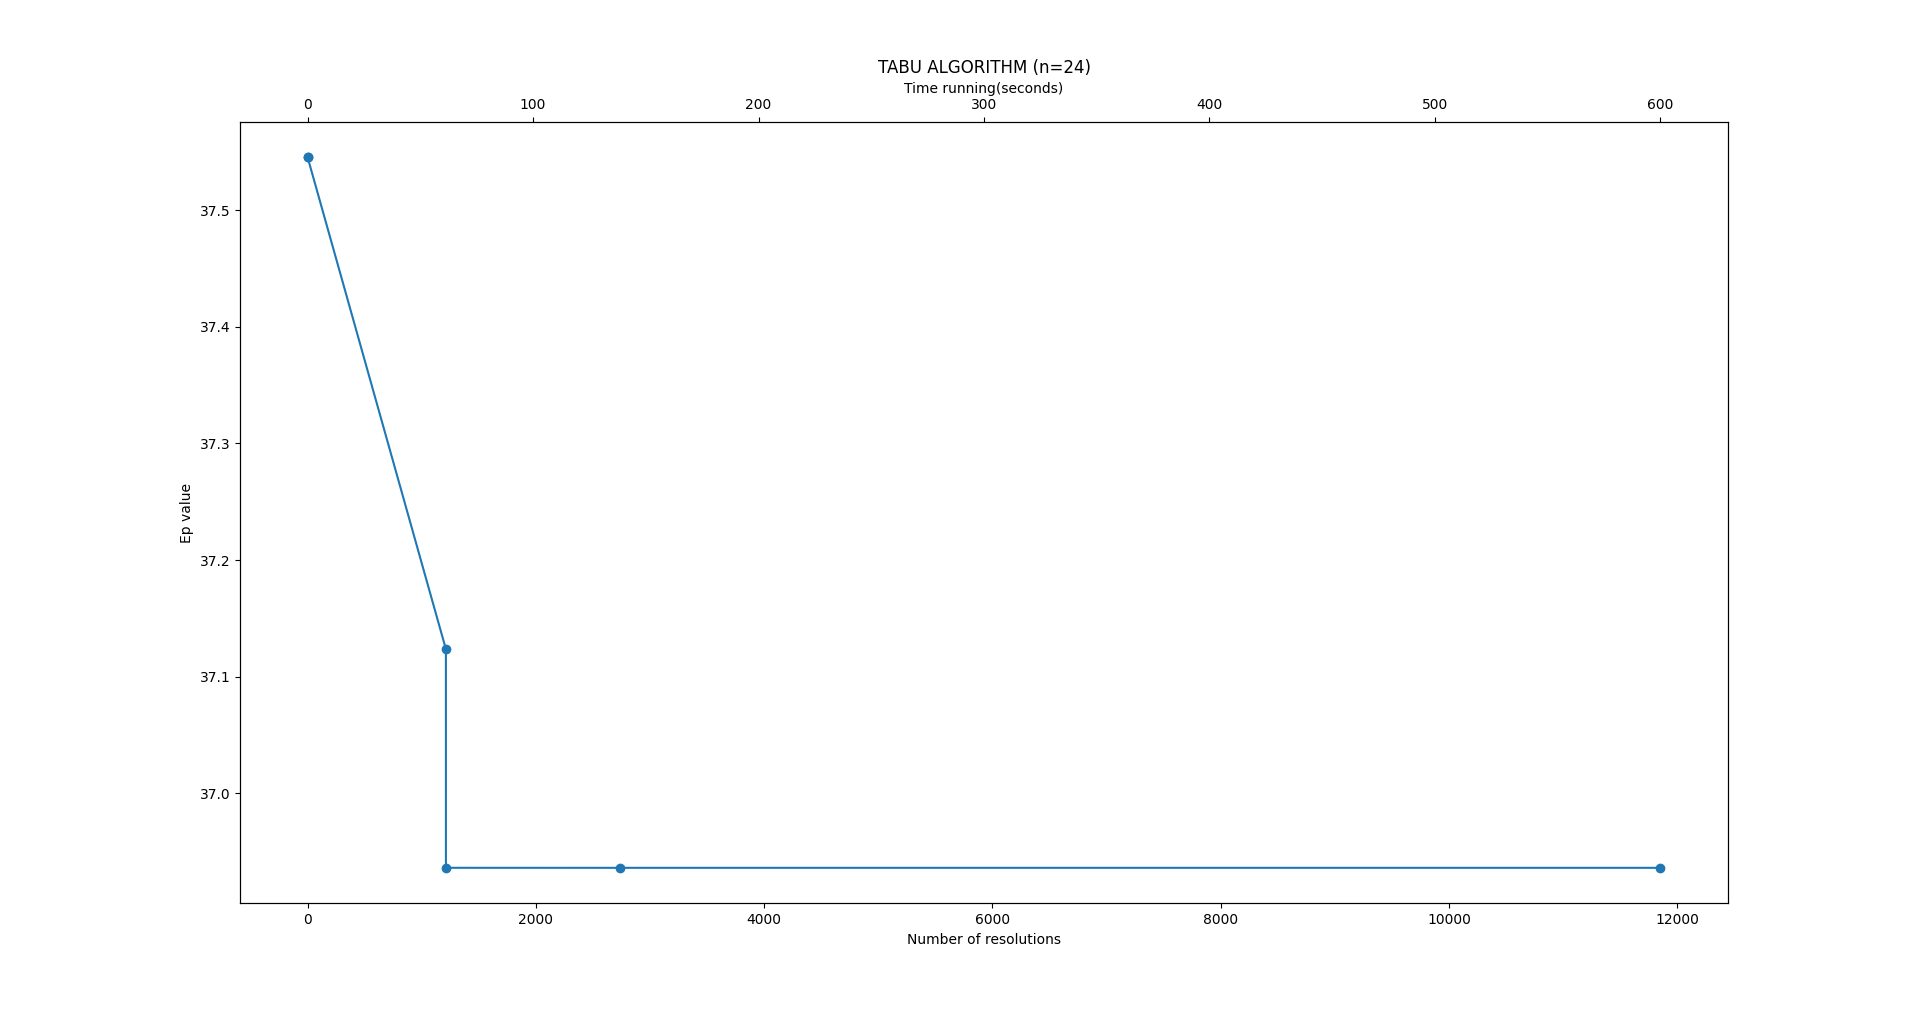 TABU ALGORITHM (n=24)
Time running(seconds)
0 100 200 300 400 500 600
37.5
37.4
37.3
37.2
37.1
37.0
Ep value
0 2000 4000 6000 8000 10000 12000
Number of resolutions